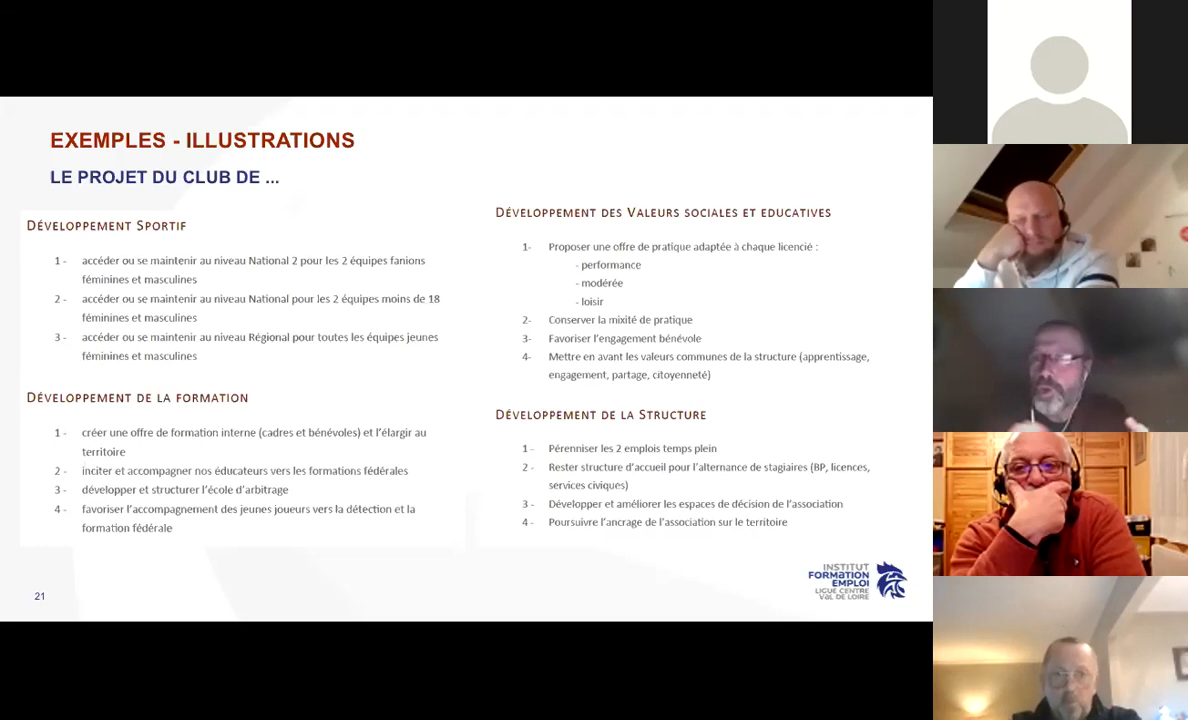 EXEMPLES - ILLUSTRATIONS
LE PROJET DU CLUB DE ...
DÉVELOPPEMENT SPORTIF
1 - accéder ou se maintenir au niveau National 2 pour les 2 équipes fanions
féminines et masculines
2 - accéder ou se maintenir au niveau National pour les 2 équipes moins de 18
féminines et masculines
3 - accéder ou se maintenir au niveau Régional pour toutes les équipes jeunes
féminines et masculines
DÉVELOPPEMENT DE LA FORMATION
1 - créer une offre de formation interne (cadres et bénévoles) et l'élargir au
territoire
2 - inciter et accompagner nos éducateurs vers les formations fédérales
3 - développer et structurer l'école d'arbitrage
4 - favoriser l'accompagnement des jeunes joueurs vers la détection et la
formation fédérale
DÉVELOPPEMENT DES VALEURS SOCIALES ET EDUCATIVES
1- Proposer une offre de pratique adaptée à chaque licencié :
- performance
- modérée
- loisir
2- Conserver la mixité de pratique
3- Favoriser l'engagement bénévole
4- Mettre en avant les valeurs communes de la structure (apprentissage,
engagement, partage, citoyenneté)
DÉVELOPPEMENT DE LA STRUCTURE
1 - Pérenniser les 2 emplois temps plein
2 - Rester structure d'accueil pour l'alternance de stagiaires (BP, licences,
services civiques)
3 - Développer et améliorer les espaces de décision de l'association
4 - Poursuivre l'ancrage de l'association sur le territoire
INSTITUT
FORMATION
EMPLOI
LIGUE CENTRE
VAL DE LOIRE
21